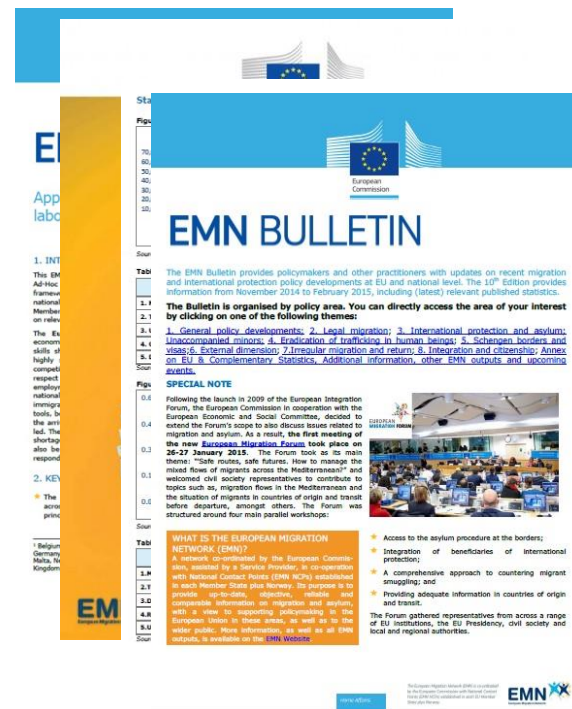 European
Commission
EMN BULLETIN
The EMN Bulletin provides policymakers and other practitioners with updates on recent migration
and international protection policy developments at EU and national level. The 10th Edition provides
information from November 2014 to February 2015, including (latest) relevant published statistics.
The Bulletin is organised by policy area. You can directly access the area of your interest
by clicking on one of the following themes:
1. General policy developments; 2. Legal migration; 3. International protection and asylum;
Unaccompanied minors; 4. Eradication of trafficking in human beings; 5. Schengen borders and
visas;6. External dimension; 7.Irregular migration and return; 8. Integration and citizenship; Annex
on EU & Complementary Statistics, Additional information, other EMN outputs and upcoming
events.
SPECIAL NOTE
Following the launch in 2009 of the European Integration
Forum, the European Commission in cooperation with the
European Economic and Social Committee, decided to
extend the Forum's scope to also discuss issues related to
migration and asylum. As a result, the first meeting of
the new European Migration Forum took place on
26-27 January 2015. The Forum took as its main
theme: "'Safe routes, safe futures. How to manage the
mixed flows of migrants across the Mediterranean?" and
welcomed civil society representatives to contribute to
topics such as, migration flows in the Mediterranean and
the situation of migrants in countries of origin and transit
before departure, amongst others. The Forum was
structured around four main parallel workshops:
EUROPEAN
MIGRATION FORUM
WHAT IS THE EUROPEAN MIGRATION
NETWORK (EMN)?
A network co-ordinated by the European Commis-
sion, assisted by a Service Provider, in co-operation
with National Contact Points (EMN NCPs) established
in each Member State plus Norway. Its purpose is to
provide up-to-date, objective, reliable and
comparable information on migration and asylum,
with a view to supporting policymaking in the
European Union in these areas, as well as to the
wider public. More information, as well as all EMN
outputs, is available on the EMN Website.
Access to the asylum procedure at the borders;
Integration of beneficiaries of international
protection;
A comprehensive approach to countering migrant
smuggling; and
Providing adequate information in countries of origin
and transit.
The Forum gathered representatives from across a range
of EU institutions, the EU Presidency, civil society and
local and regional authorities.
Home Affairs
EMN